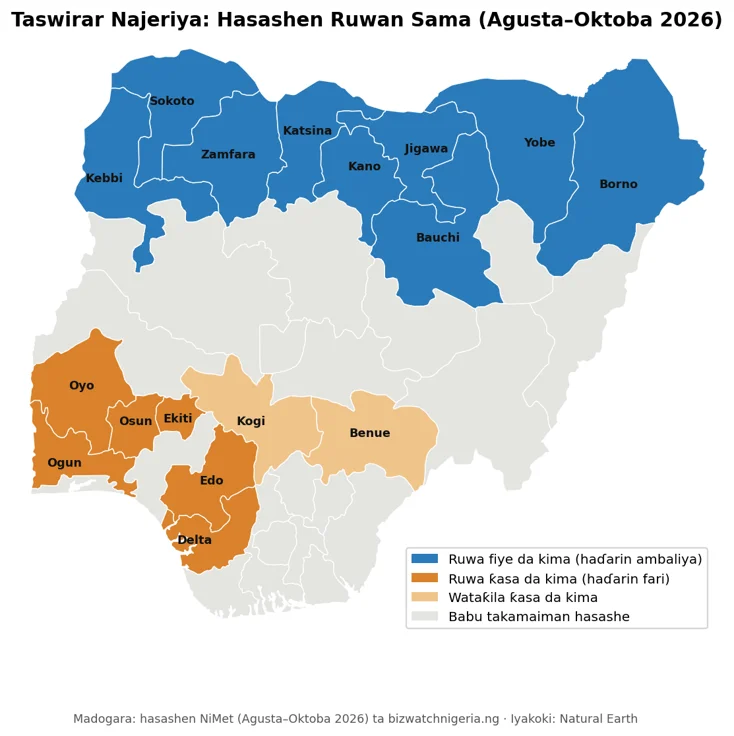 Taswirar Najeriya: Hasashen Ruwan Sama (Agusta–Oktoba 2026)
Sokoto
Katsina
Zamfara
Kebbi
Kano
Jigawa
Yobe
Borno
Bauchi
Oyo
Osun
Ekiti
Ogun
Kogi
Benue
Edo
Delta
Ruwa fiye da kima (haɗarin ambaliya)
Ruwa ƙasa da kima (haɗarin fari)
Wataƙila ƙasa da kima
Babu takamaiman hasashe
Madogara: hasashen NiMet (Agusta–Oktoba 2026) ta bizwatchnigeria.ng · Iyakoki: Natural Earth